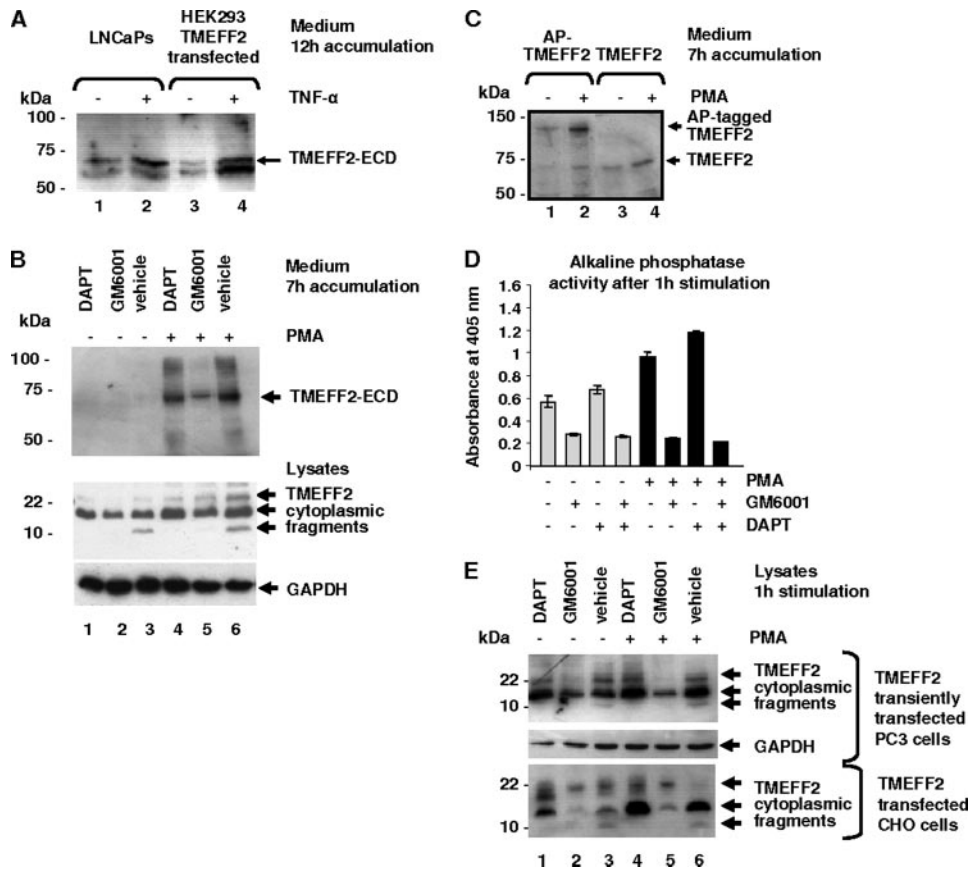 A
LNCaPs
HEK293
TMEFF2
transfected
Medium
12h accumulation
kDa
- + - +
TNF-α
100 -
75 -
50 -
TMEFF2-ECD
1 2 3 4
B
DAPT GM6001 vehicle DAPT GM6001 vehicle
Medium
7h accumulation
kDa
- - - + + +
PMA
100 -
75 -
50 -
TMEFF2-ECD
Lysates
22 -
10 -
TMEFF2
cytoplasmic
fragments
GAPDH
1 2 3 4 5 6
C
AP-
TMEFF2 TMEFF2
Medium
7h accumulation
kDa
- + - +
PMA
150 -
75 -
50 -
AP-tagged
TMEFF2
TMEFF2
1 2 3 4
D
Alkaline phosphatase
activity after 1h stimulation
Absorbance at 405 nm
1.6
1.4
1.2
1
0.8
0.6
0.4
0.2
0
- - - - + + + + PMA
- + - + - + - + GM6001
- - + + - - + + DAPT
E
DAPT GM6001 vehicle DAPT GM6001 vehicle
Lysates
1h stimulation
kDa
- - - + + +
PMA
22 -
10 -
TMEFF2
cytoplasmic
fragments
GAPDH
TMEFF2
transiently
transfected
PC3 cells
22 -
10 -
TMEFF2
cytoplasmic
fragments
TMEFF2
transfected
CHO cells
1 2 3 4 5 6